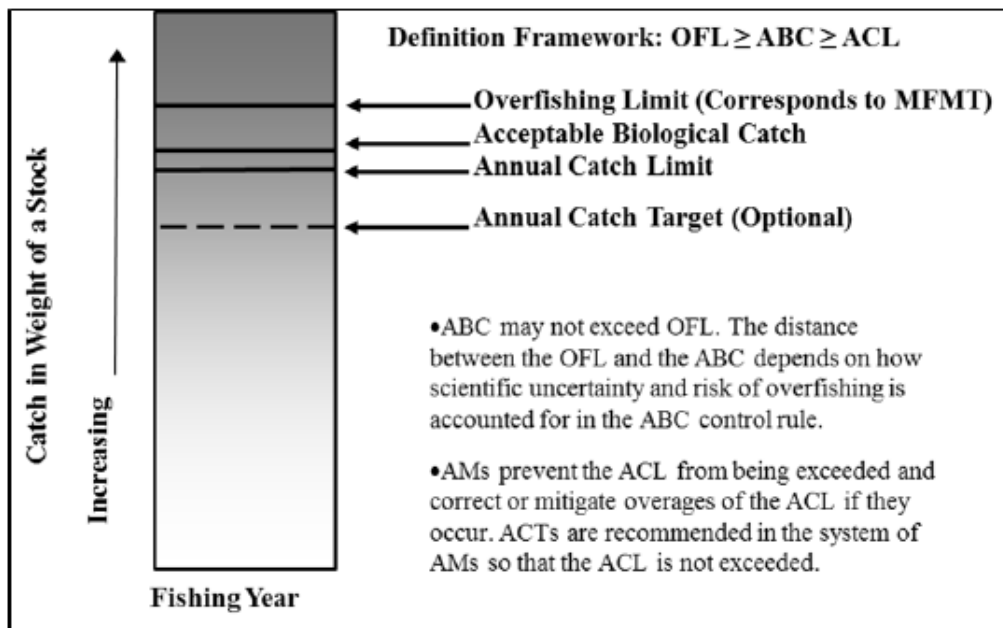 Definition Framework: OFL ≥ ABC ≥ ACL
Overfishing Limit (Corresponds to MFMT)
Acceptable Biological Catch
Annual Catch Limit
Annual Catch Target (Optional)
Catch in Weight of a Stock
Increasing
•ABC may not exceed OFL. The distance
between the OFL and the ABC depends on how
scientific uncertainty and risk of overfishing is
accounted for in the ABC control rule.
•AMs prevent the ACL from being exceeded and
correct or mitigate overages of the ACL if they
occur. ACTs are recommended in the system of
AMs so that the ACL is not exceeded.
Fishing Year